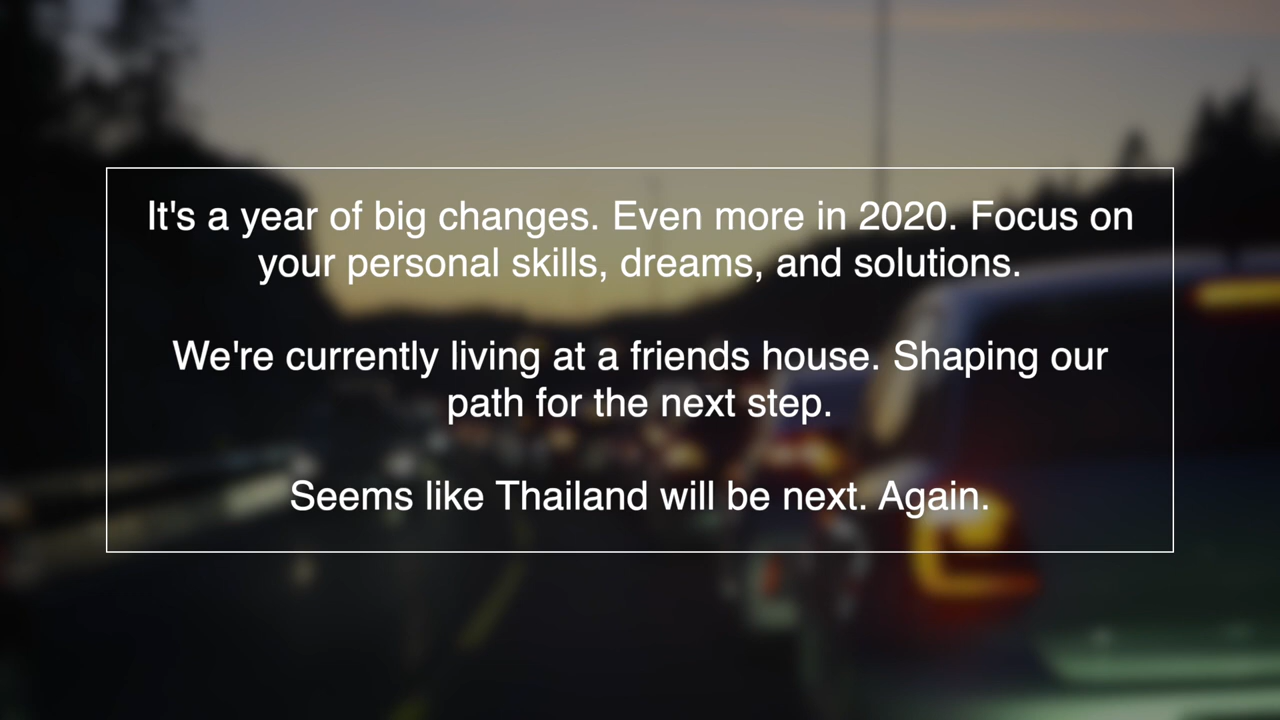 It's a year of big changes. Even more in 2020. Focus on
your personal skills, dreams, and solutions.
We're currently living at a friends house. Shaping our
path for the next step.
Seems like Thailand will be next. Again.